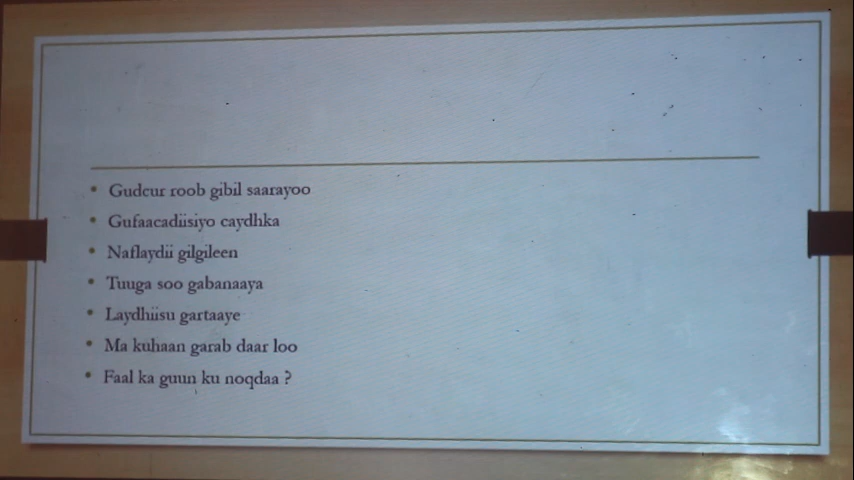 • Gudcur roob gibil saarayoo
• Gufaacadiisiyo caydhka
• Naflaydii gilgileen
• Tuuga soo gabanaaya
• Laydhiisu gartaaye
• Ma kuhaan garab daar loo
• Faal ka guun ku noqdaa ?